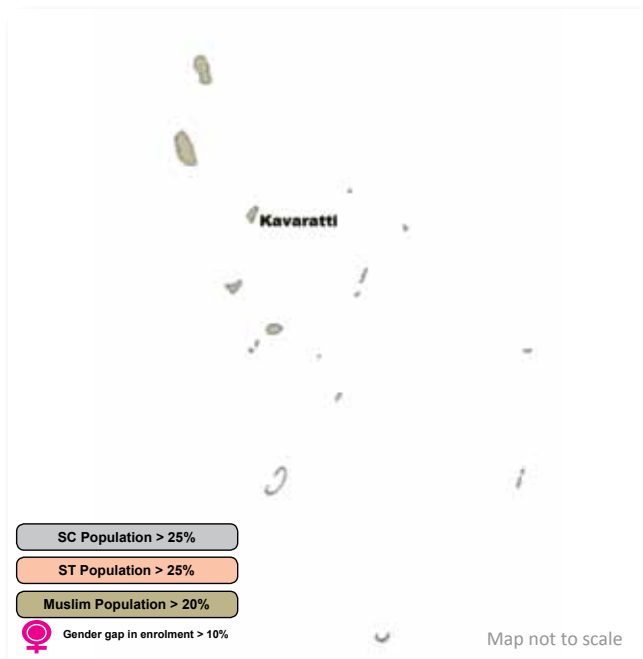 Kavaratti
SC Population > 25%
ST Population > 25%
Muslim Population > 20%
Gender gap in enrolment > 10%
Map not to scale